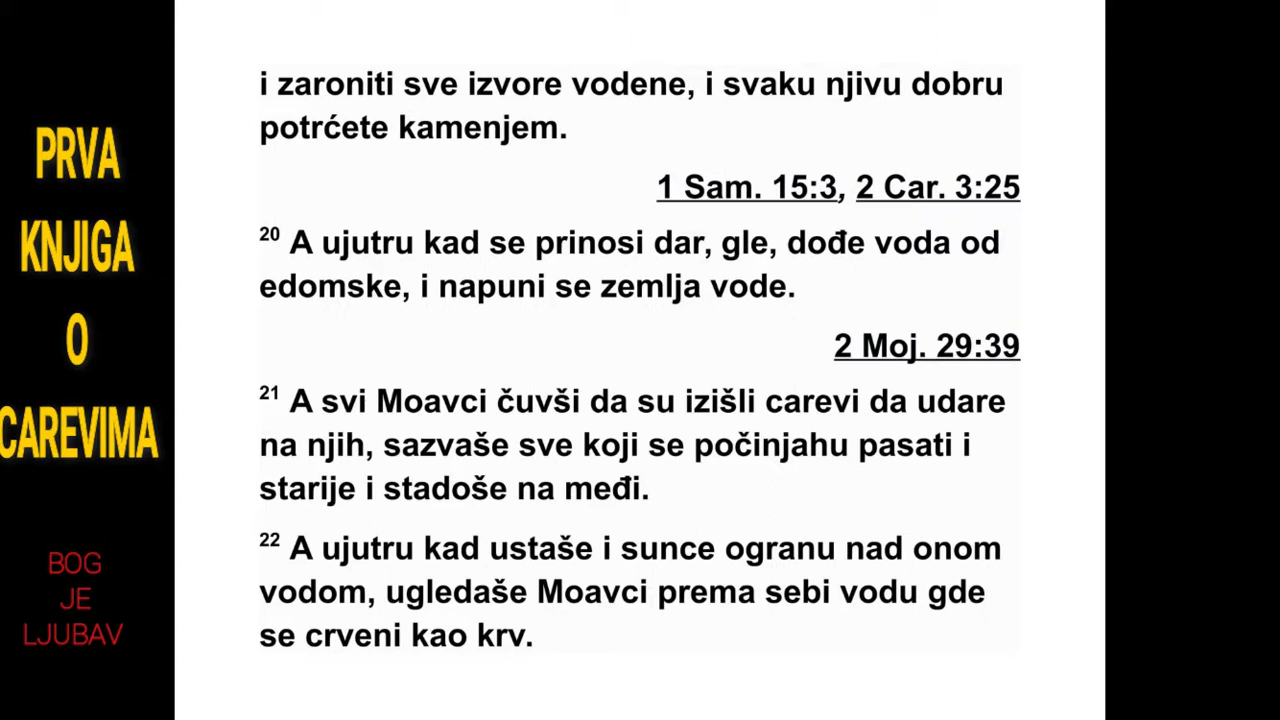 PRVA
KNJIGA
O
CAREVIMA
BOG
JE
LJUBAV
i zaroniti sve izvore vodene, i svaku njivu dobru
potrćete kamenjem.
1 Sam. 15:3, 2 Car. 3:25
20 A ujutru kad se prinosi dar, gle, dođe voda od
edomske, i napuni se zemlja vode.
2 Moj. 29:39
21 A svi Moavci čuvši da su izišli carevi da udare
na njih, sazvaše sve koji se počinjahu pasati i
starije i stadoše na međi.
22 A ujutru kad ustaše i sunce ogranu nad onom
vodom, ugledaše Moavci prema sebi vodu gde
se crveni kao krv.